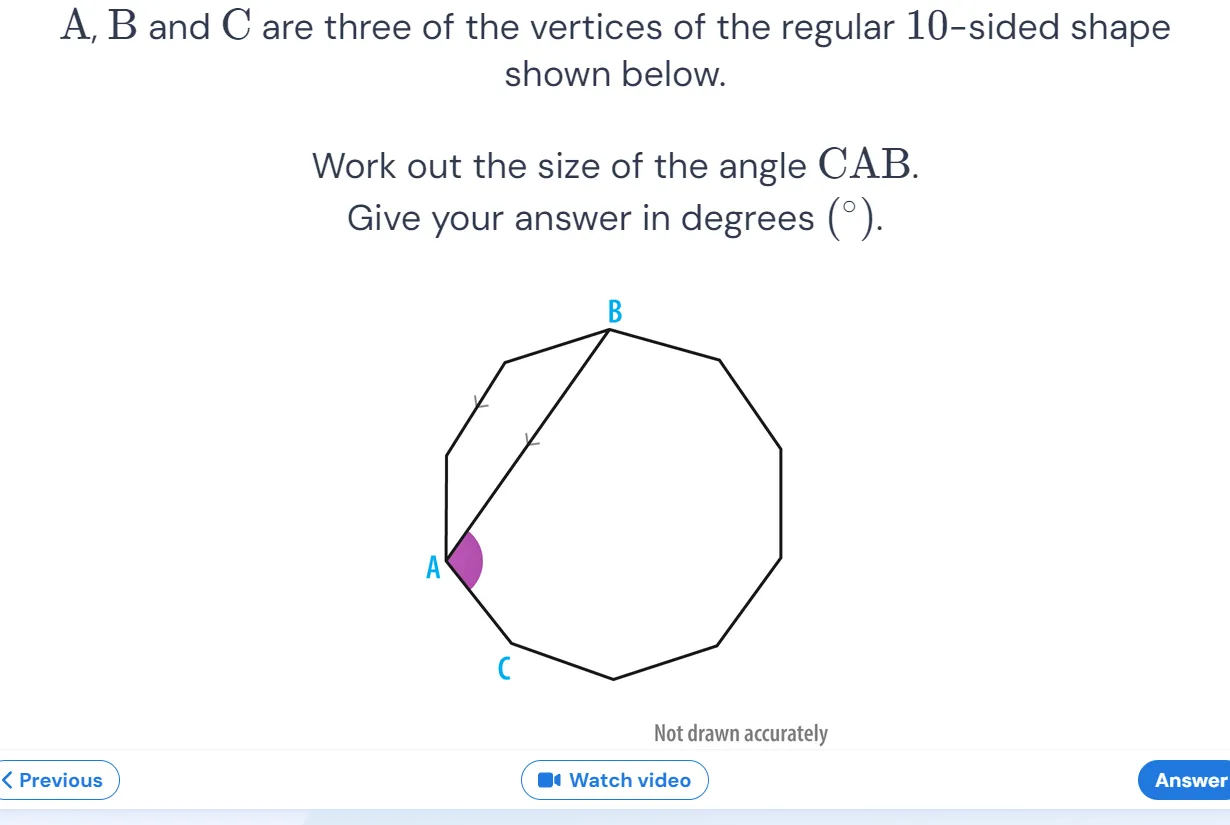 A, B and C are three of the vertices of the regular 10-sided shape
shown below.
Work out the size of the angle CAB.
Give your answer in degrees (°).
B
A
C
Not drawn accurately
Previous
Watch video
Answer